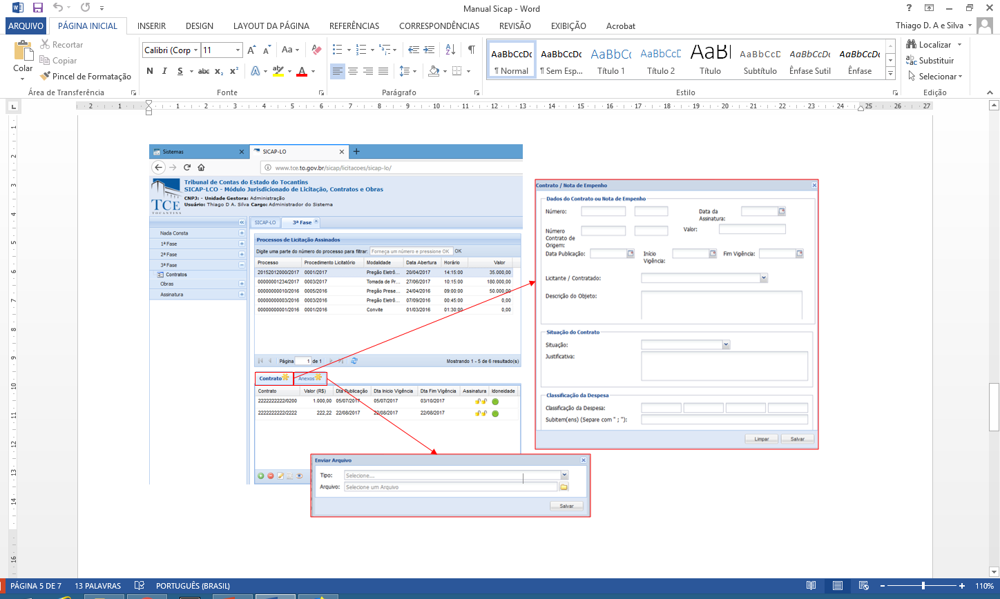 Manual Sicap - Word
ARQUIVO PÁGINA INICIAL INSERIR DESIGN LAYOUT DA PÁGINA REFERÊNCIAS CORRESPONDÊNCIAS REVISÃO EXIBIÇÃO Acrobat
Thiago D. A e Silva
Colar
Recortar
Copiar
Pincel de Formatação
Área de Transferência
Calibri (Corp 11
N I S abc x₂ x²
Fonte
Parágrafo
AaBbCcDc AaBbCcDc AaBbCc AaBbCcD AaBl AaBbCcD AaBbCcDc AaBbCcDc
¶ Normal ¶ Sem Esp... Título 1 Título 2 Título Subtítulo Ênfase Sutil Ênfase
Estilo
Localizar
Substituir
Selecionar
Edição
2 1 1 2 3 4 5 6 7 8 9 10 11 12 13 14 15 16 17 18 19 20 21 22 23 24 25 26 27
1
2
3
4
5
6
7
8
9
10
11
12
13
14
16
Sistemas SICAP-LO
www.tce.to.gov.br/sicap/licitacoes/sicap-lo/
TCE
TOCANTINS
Tribunal de Contas do Estado do Tocantins
SICAP-LCO - Módulo Jurisdicionado de Licitação, Contratos e Obras
CNPJ: - Unidade Gestora: Administração
Usuário: Thiago D A. Silva Cargo: Administrador do Sistema
Nada Consta
1ª Fase
2ª Fase
3ª Fase
Contratos
Obras
Assinatura
SICAP-LO 3ª Fase
Processos de Licitação Assinados
Digite uma parte do número do processo para filtrar: Forneça um número e pressione OK OK
Processo Procedimento Licitatório Modalidade Data Abertura Horário Valor
20152012000/2017 0001/2017 Pregão Eletrô... 20/04/2017 14:15:00 35.000,00
00000001234/2017 0003/2017 Tomada de Pr... 27/06/2017 10:15:00 180.000,00
00000000010/2016 0005/2016 Pregão Prese... 24/04/2016 09:00:00 50.000,00
00000000003/2016 0003/2016 Pregão Eletrô... 07/09/2016 00:45:00 0,00
00000000001/2016 0001/2016 Convite 01/03/2016 01:30:00 0,00
Página 1 de 1 Mostrando 1 - 5 de 6 resultado(s)
Contrato Anexos
Contrato Valor (R$) Dta Publicação Dta Inicio Vigência Dta Fim Vigência Assinatura Idoneidade
2222222222/0200 1.000,00 05/07/2017 05/07/2017 03/10/2017
2222222222/2222 222,22 22/08/2017 22/08/2017 22/08/2017
Contrato / Nota de Empenho
Dados do Contrato ou Nota de Empenho
Número: Data da Assinatura:
Número Contrato de Origem: Valor:
Data Publicação: Início Vigência: Fim Vigência:
Licitante / Contratado:
Descrição do Objeto:
Situação do Contrato
Situação:
Justificativa:
Classificação da Despesa
Classificação da Despesa:
Subitem(ens) (Separe com " ; "):
Limpar Salvar
Enviar Arquivo
Tipo: Selecione...
Arquivo: Selecione um Arquivo
Salvar
PÁGINA 5 DE 7 13 PALAVRAS PORTUGUÊS (BRASIL) 110%